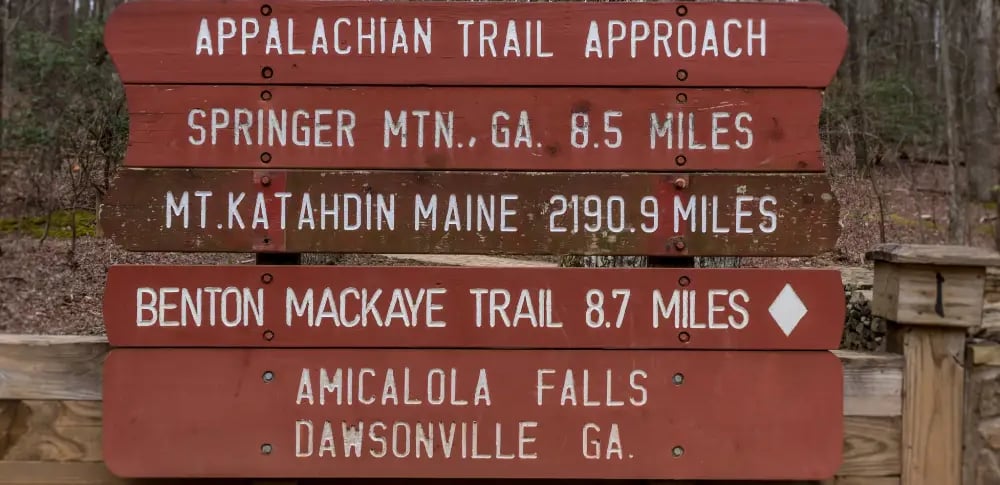 APPALACHIAN TRAIL APPROACH
SPRINGER MTN., GA. 8.5 MILES
MT.KATAHDIN MAINE 2190.9 MILES
BENTON MACKAYE TRAIL 8.7 MILES
AMICALOLA FALLS
DAWSONVILLE GA.